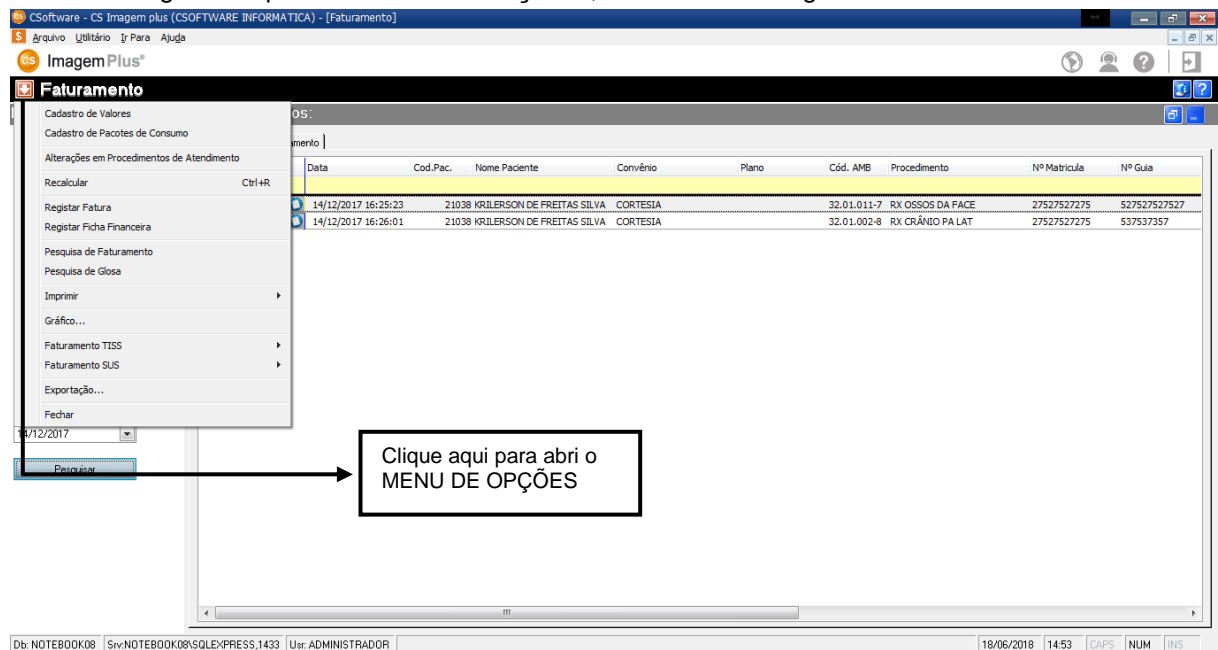 CSoftware - CS Imagem plus (CSOFTWARE INFORMATICA) - [Faturamento]
Arquivo Utilitário Ir Para Ajuda
CS ImagemPlus®
Faturamento
Cadastro de Valores
Cadastro de Pacotes de Consumo
Alterações em Procedimentos de Atendimento
Recalcular Ctrl+R
Registar Fatura
Registar Ficha Financeira
Pesquisa de Faturamento
Pesquisa de Glosa
Imprimir
Gráfico...
Faturamento TISS
Faturamento SUS
Exportação...
Fechar
os:
mento
Data Cod.Pac. Nome Paciente Convênio Plano Cód. AMB Procedimento Nº Matricula Nº Guia
14/12/2017 16:25:23 21038 KRILERSON DE FREITAS SILVA CORTESIA 32.01.011-7 RX OSSOS DA FACE 27527527275 527527527527
14/12/2017 16:26:01 21038 KRILERSON DE FREITAS SILVA CORTESIA 32.01.002-8 RX CRÂNIO PA LAT 27527527275 537537357
14/12/2017
Pesquisar
Clique aqui para abri o
MENU DE OPÇÕES
Db: NOTEBOOK08 Srv:NOTEBOOK08\SQLEXPRESS,1433 Usr: ADMINISTRADOR 18/06/2018 14:53 CAPS NUM INS